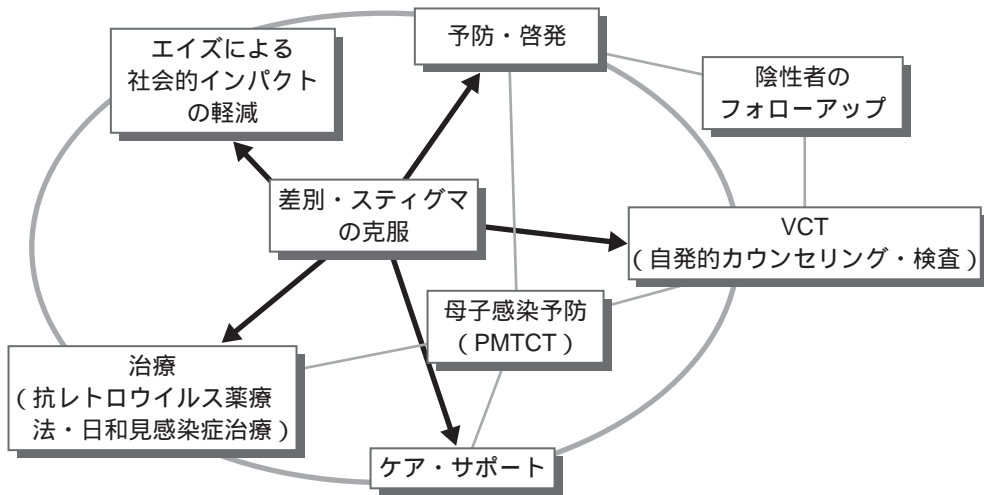 エイズによる
社会的インパクト
の軽減
予防・啓発
陰性者の
フォローアップ
差別・スティグマ
の克服
VCT
（自発的カウンセリング・検査）
母子感染予防
（PMTCT）
治療
（抗レトロウイルス薬療
法・日和見感染症治療）
ケア・サポート